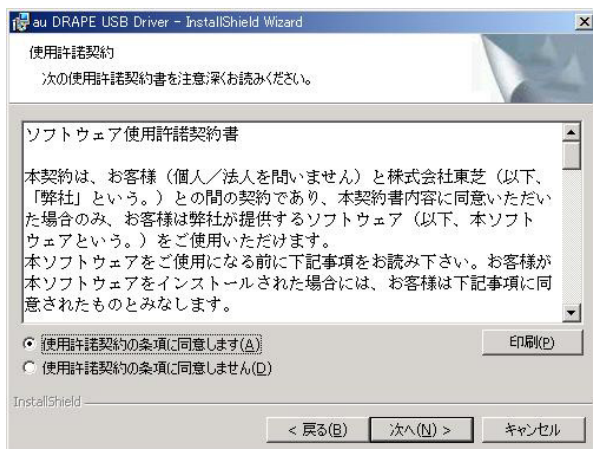 au DRAPE USB Driver - InstallShield Wizard
使用許諾契約
次の使用許諾契約書を注意深くお読みください。
ソフトウェア使用許諾契約書
本契約は、お客様（個人／法人を問いません）と株式会社東芝（以下、
「弊社」という。）との間の契約であり、本契約書内容に同意いただい
た場合のみ、お客様は弊社が提供するソフトウェア（以下、本ソフト
ウェアという。）をご使用いただけます。
本ソフトウェアをご使用になる前に下記事項をお読み下さい。お客様が
本ソフトウェアをインストールされた場合には、お客様は下記事項に同
意されたものとみなします。
使用許諾契約の条項に同意します(A)
印刷(P)
使用許諾契約の条項に同意しません(D)
InstallShield
< 戻る(B)
次へ(N) >
キャンセル